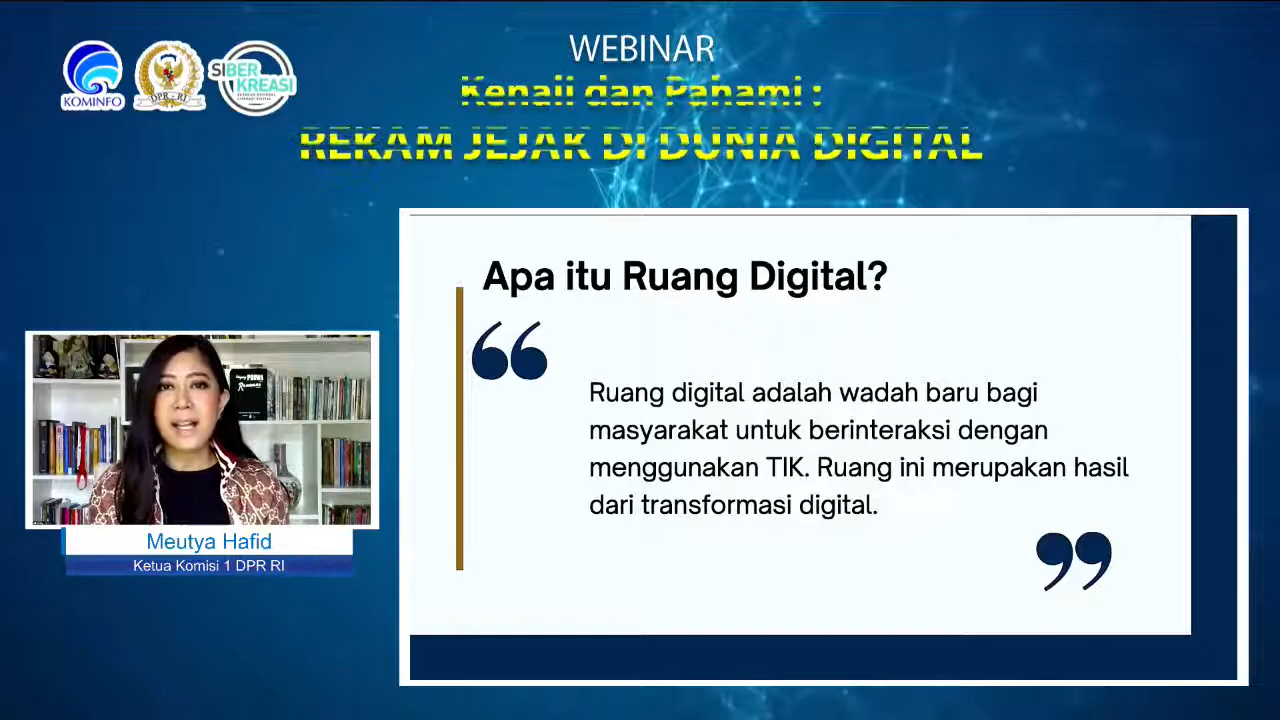 WEBINAR
Kenali dan Pahami :
REKAM JEJAK DI DUNIA DIGITAL
KOMINFO
DPR - RI
SIBER
KREASI
Apa itu Ruang Digital?
“
Ruang digital adalah wadah baru bagi
masyarakat untuk berinteraksi dengan
menggunakan TIK. Ruang ini merupakan hasil
dari transformasi digital.
”
Meutya Hafid
Ketua Komisi 1 DPR RI